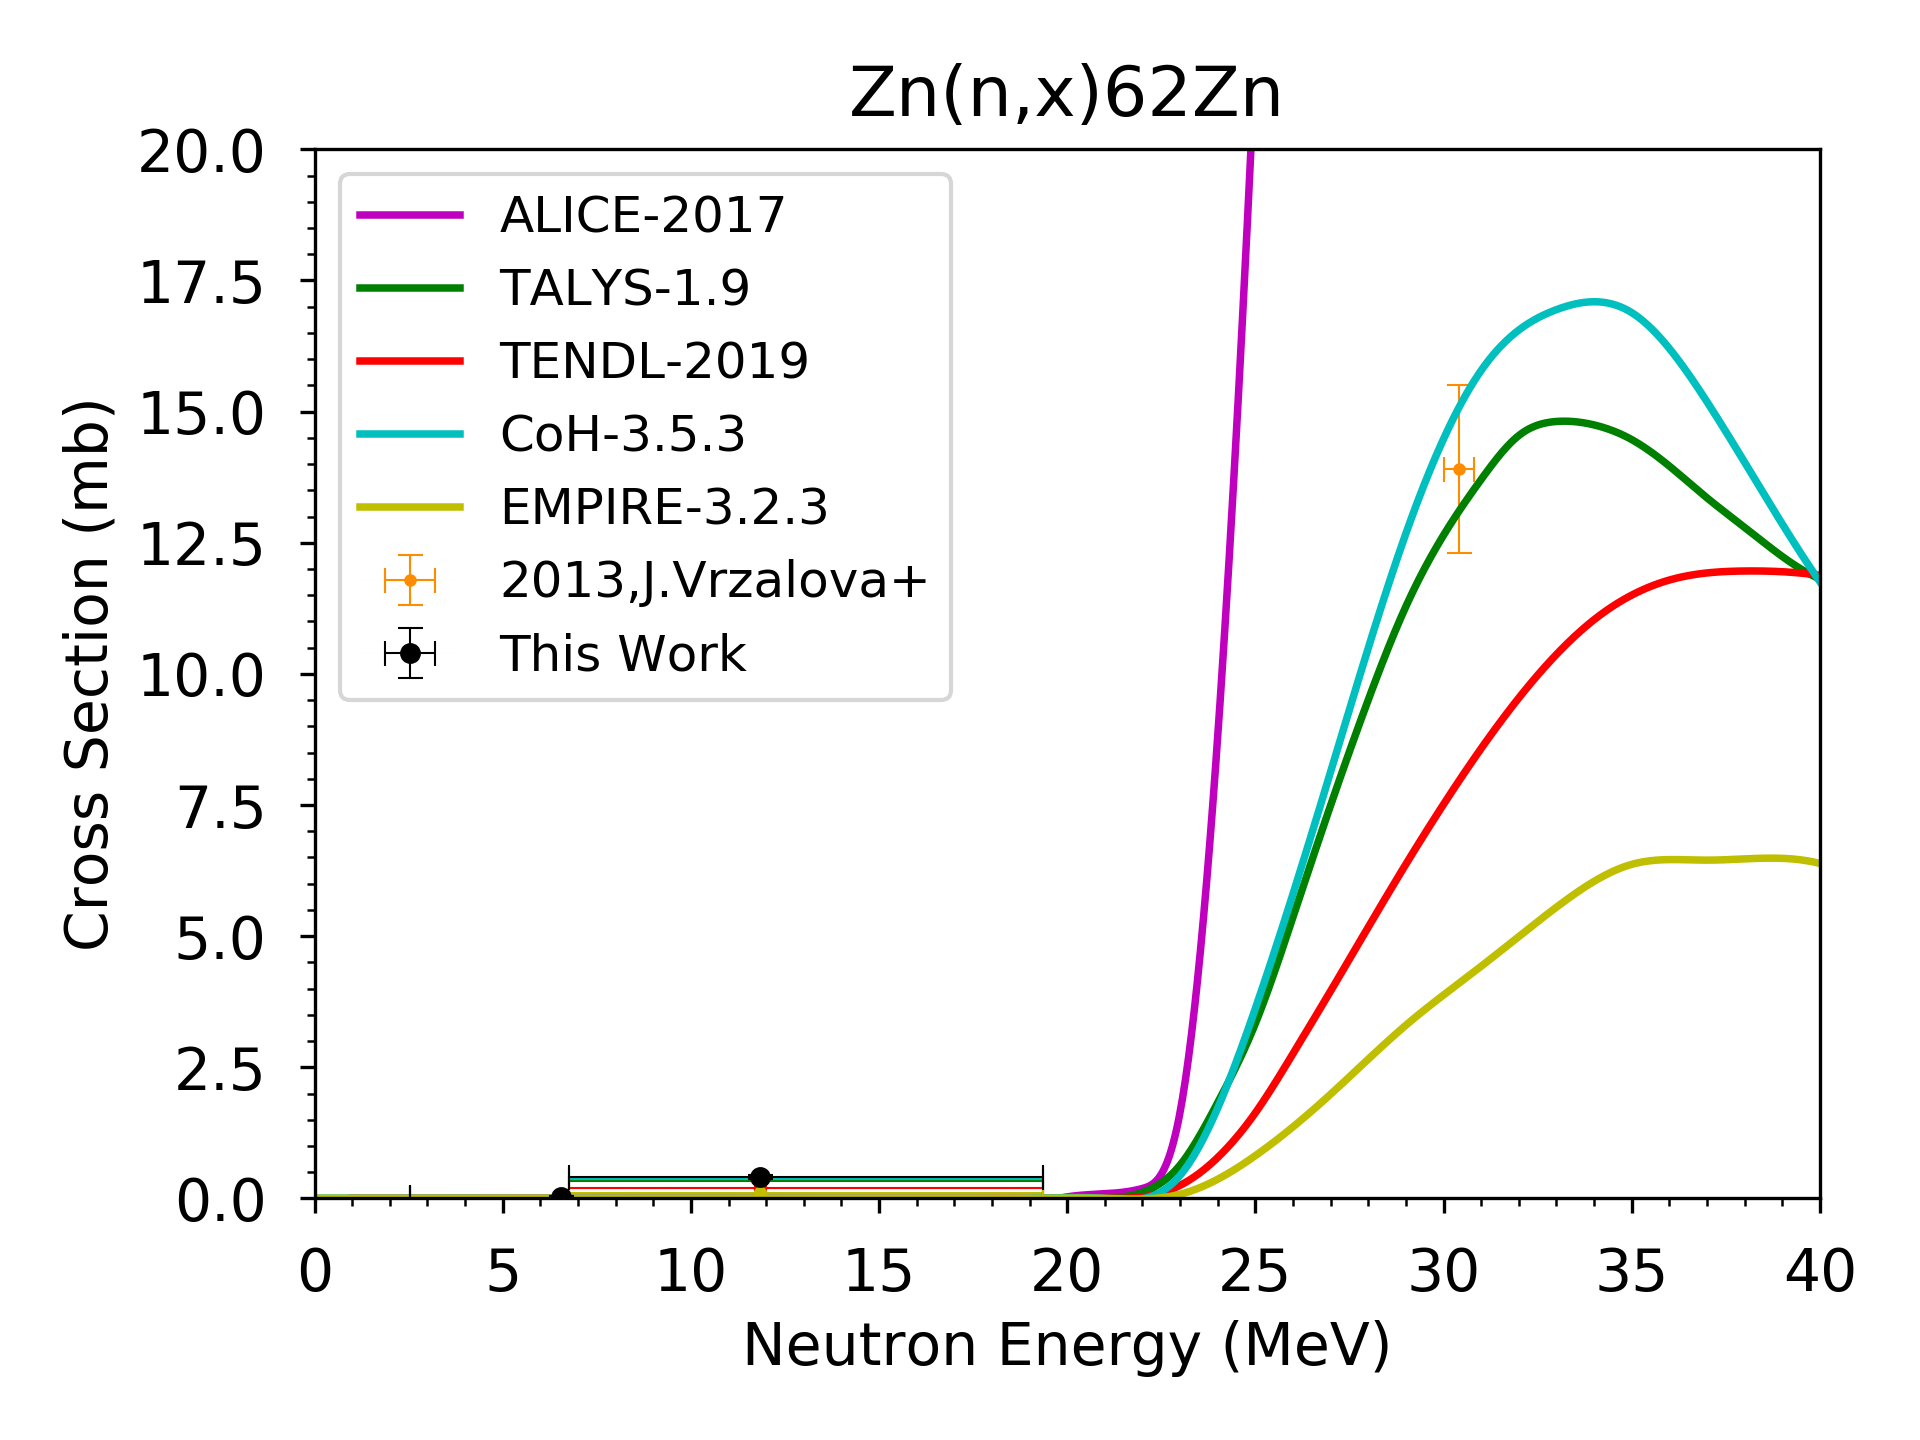 Zn(n,x)62Zn
20.0
17.5
15.0
12.5
10.0
7.5
5.0
2.5
0.0
Cross Section (mb)
ALICE-2017
TALYS-1.9
TENDL-2019
CoH-3.5.3
EMPIRE-3.2.3
2013,J.Vrzalova+
This Work
0 5 10 15 20 25 30 35 40
Neutron Energy (MeV)